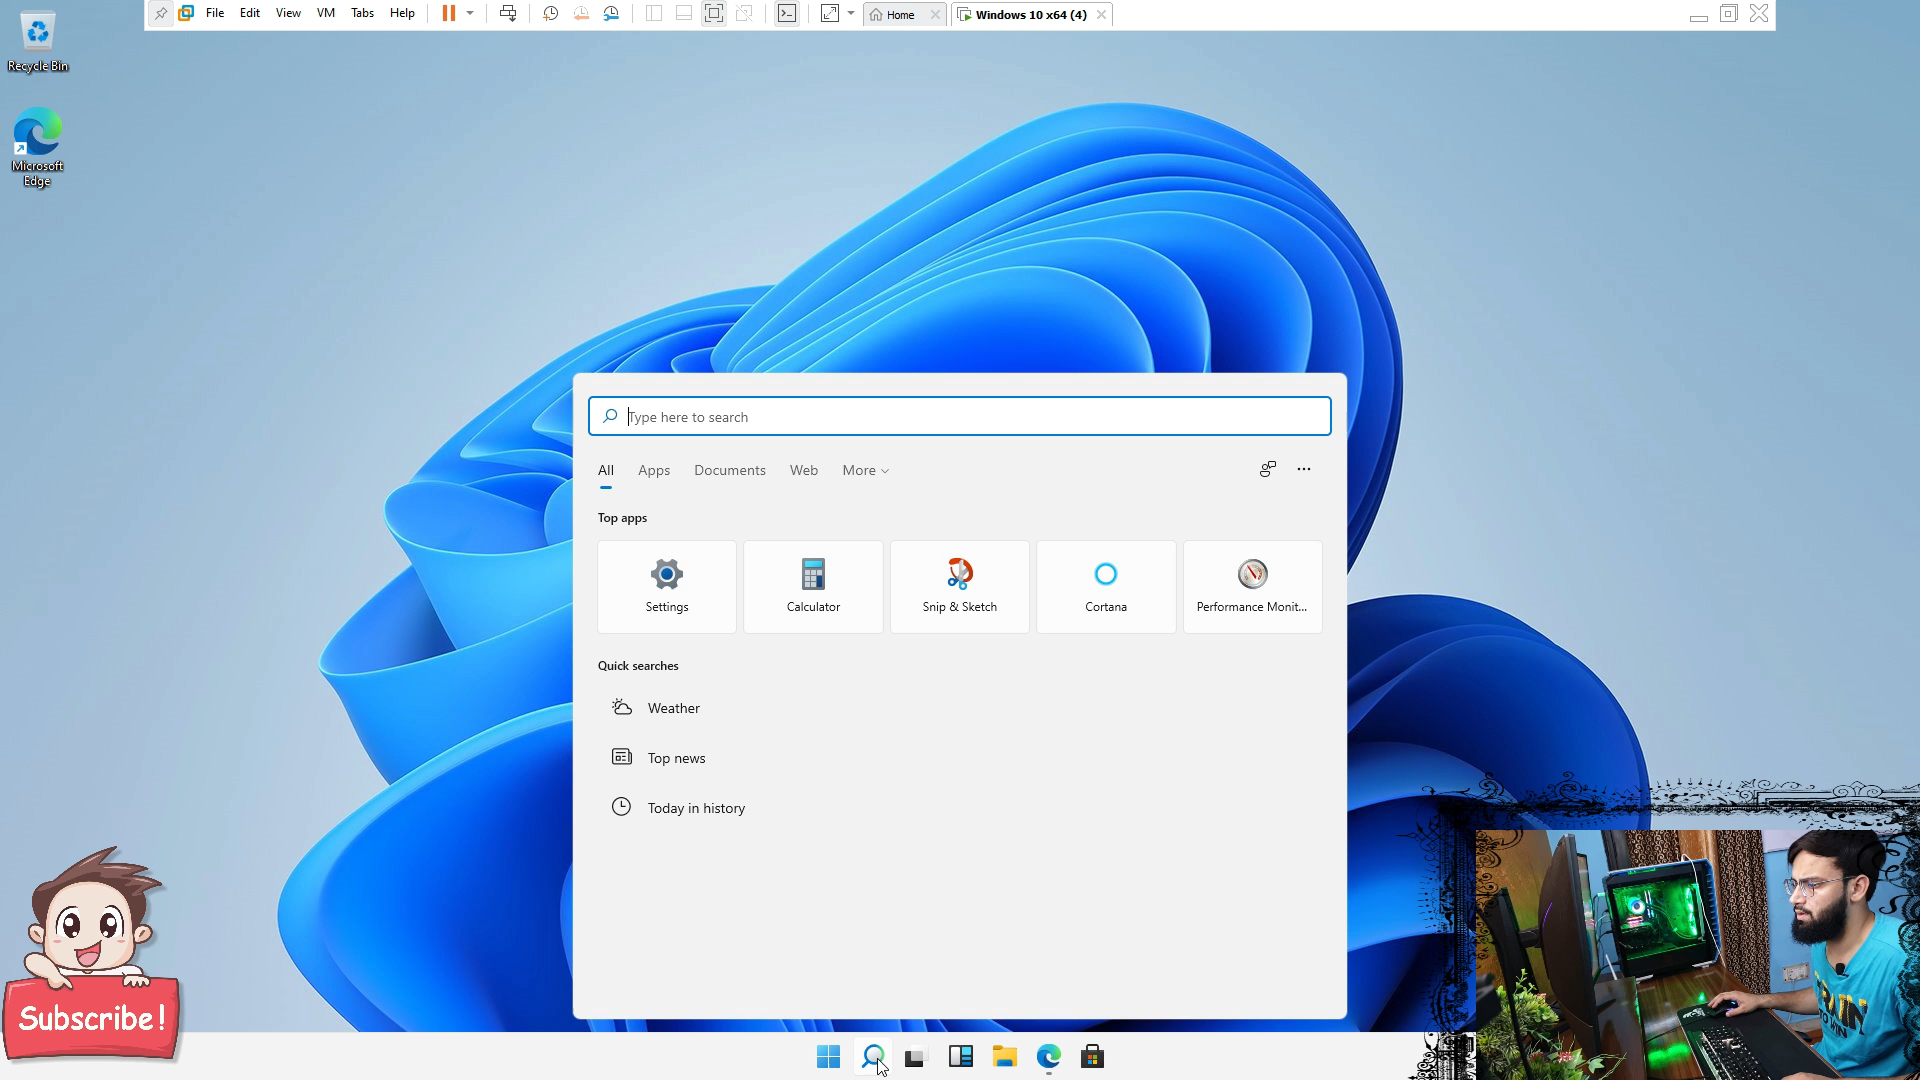 File Edit View VM Tabs Help
Home
Windows 10 x64 (4)
Recycle Bin
Microsoft
Edge
Type here to search
All Apps Documents Web More
Top apps
Settings
Calculator
Snip & Sketch
Cortana
Performance Monit...
Quick searches
Weather
Top news
Today in history
Subscribe!
TO WIN